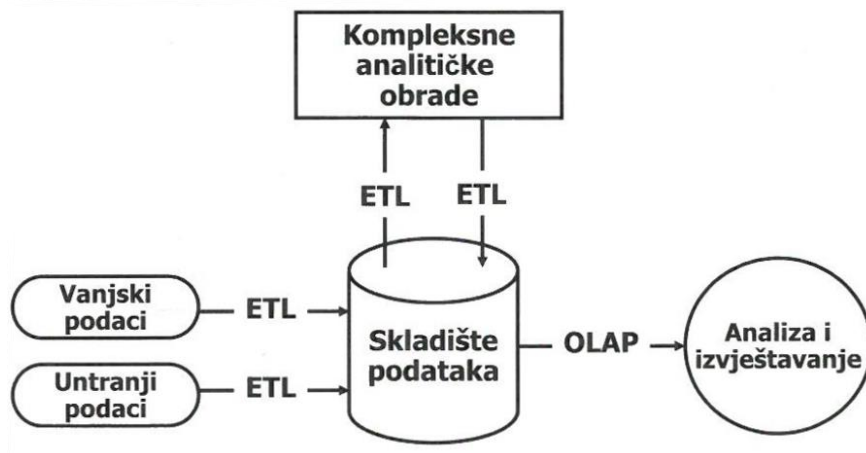 Kompleksne
analitičke
obrade
ETL
ETL
Vanjski
podaci
ETL
Untranji
podaci
ETL
Skladište
podataka
OLAP
Analiza i
izvještavanje